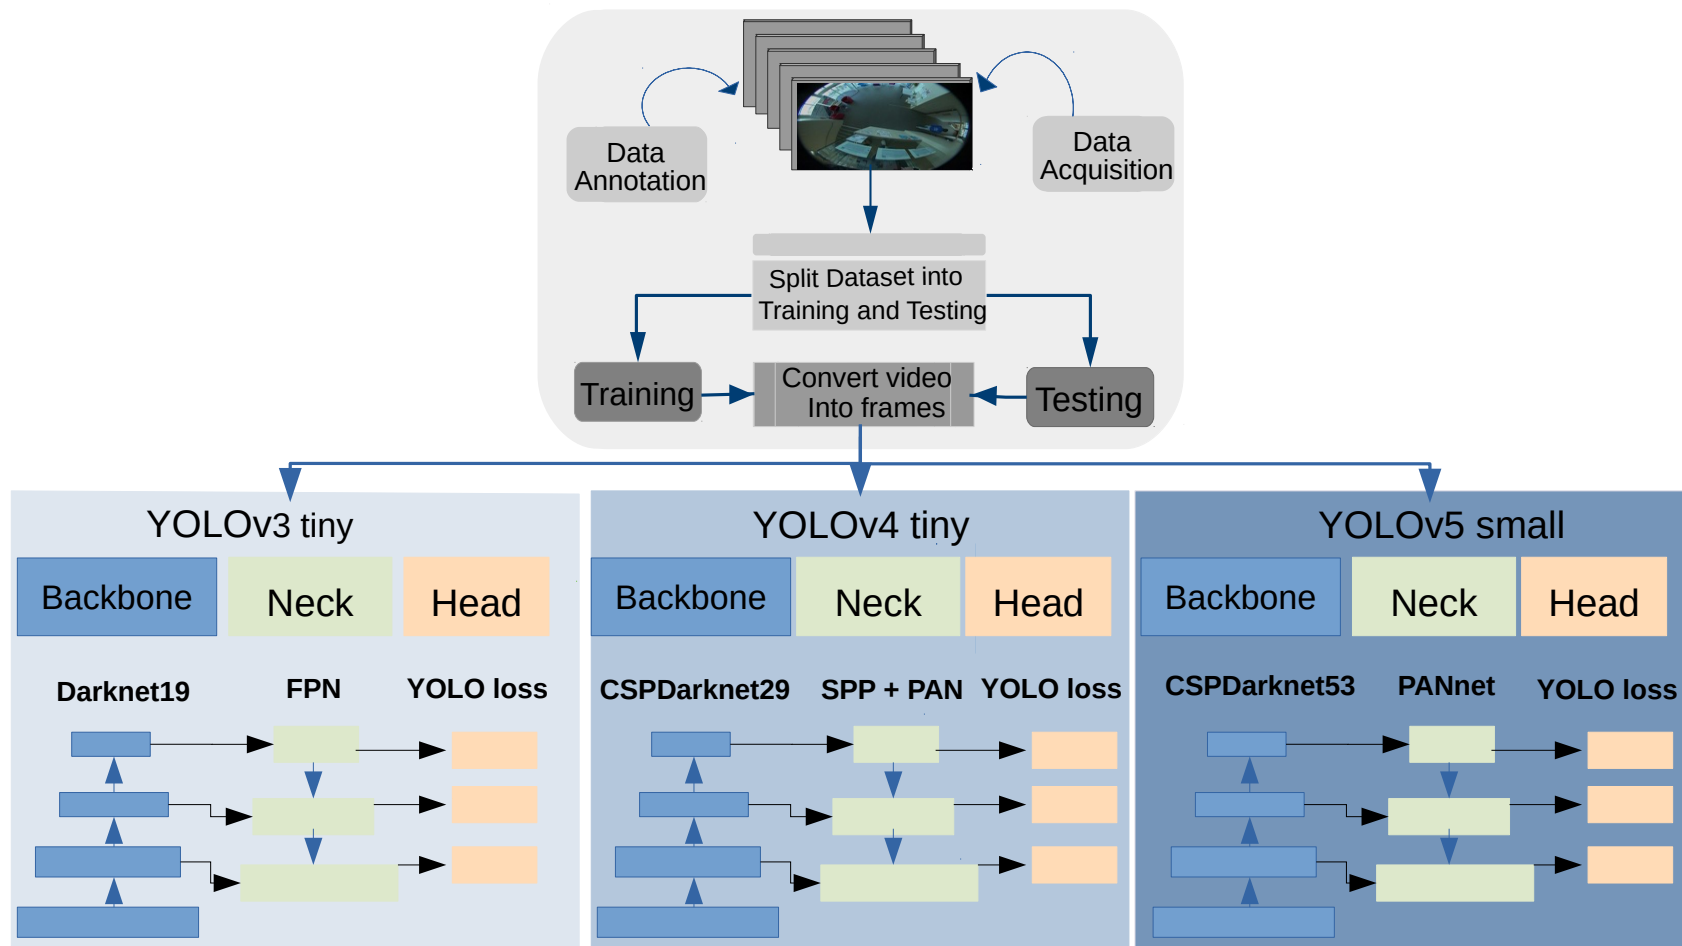 Data
Annotation
Data
Acquisition
Split Dataset into
Training and Testing
Training
Convert video
Into frames
Testing
YOLOv3 tiny
Backbone
Neck
Head
Darknet19
FPN
YOLO loss
YOLOv4 tiny
Backbone
Neck
Head
CSPDarknet29
SPP + PAN
YOLO loss
YOLOv5 small
Backbone
Neck
Head
CSPDarknet53
PANnet
YOLO loss